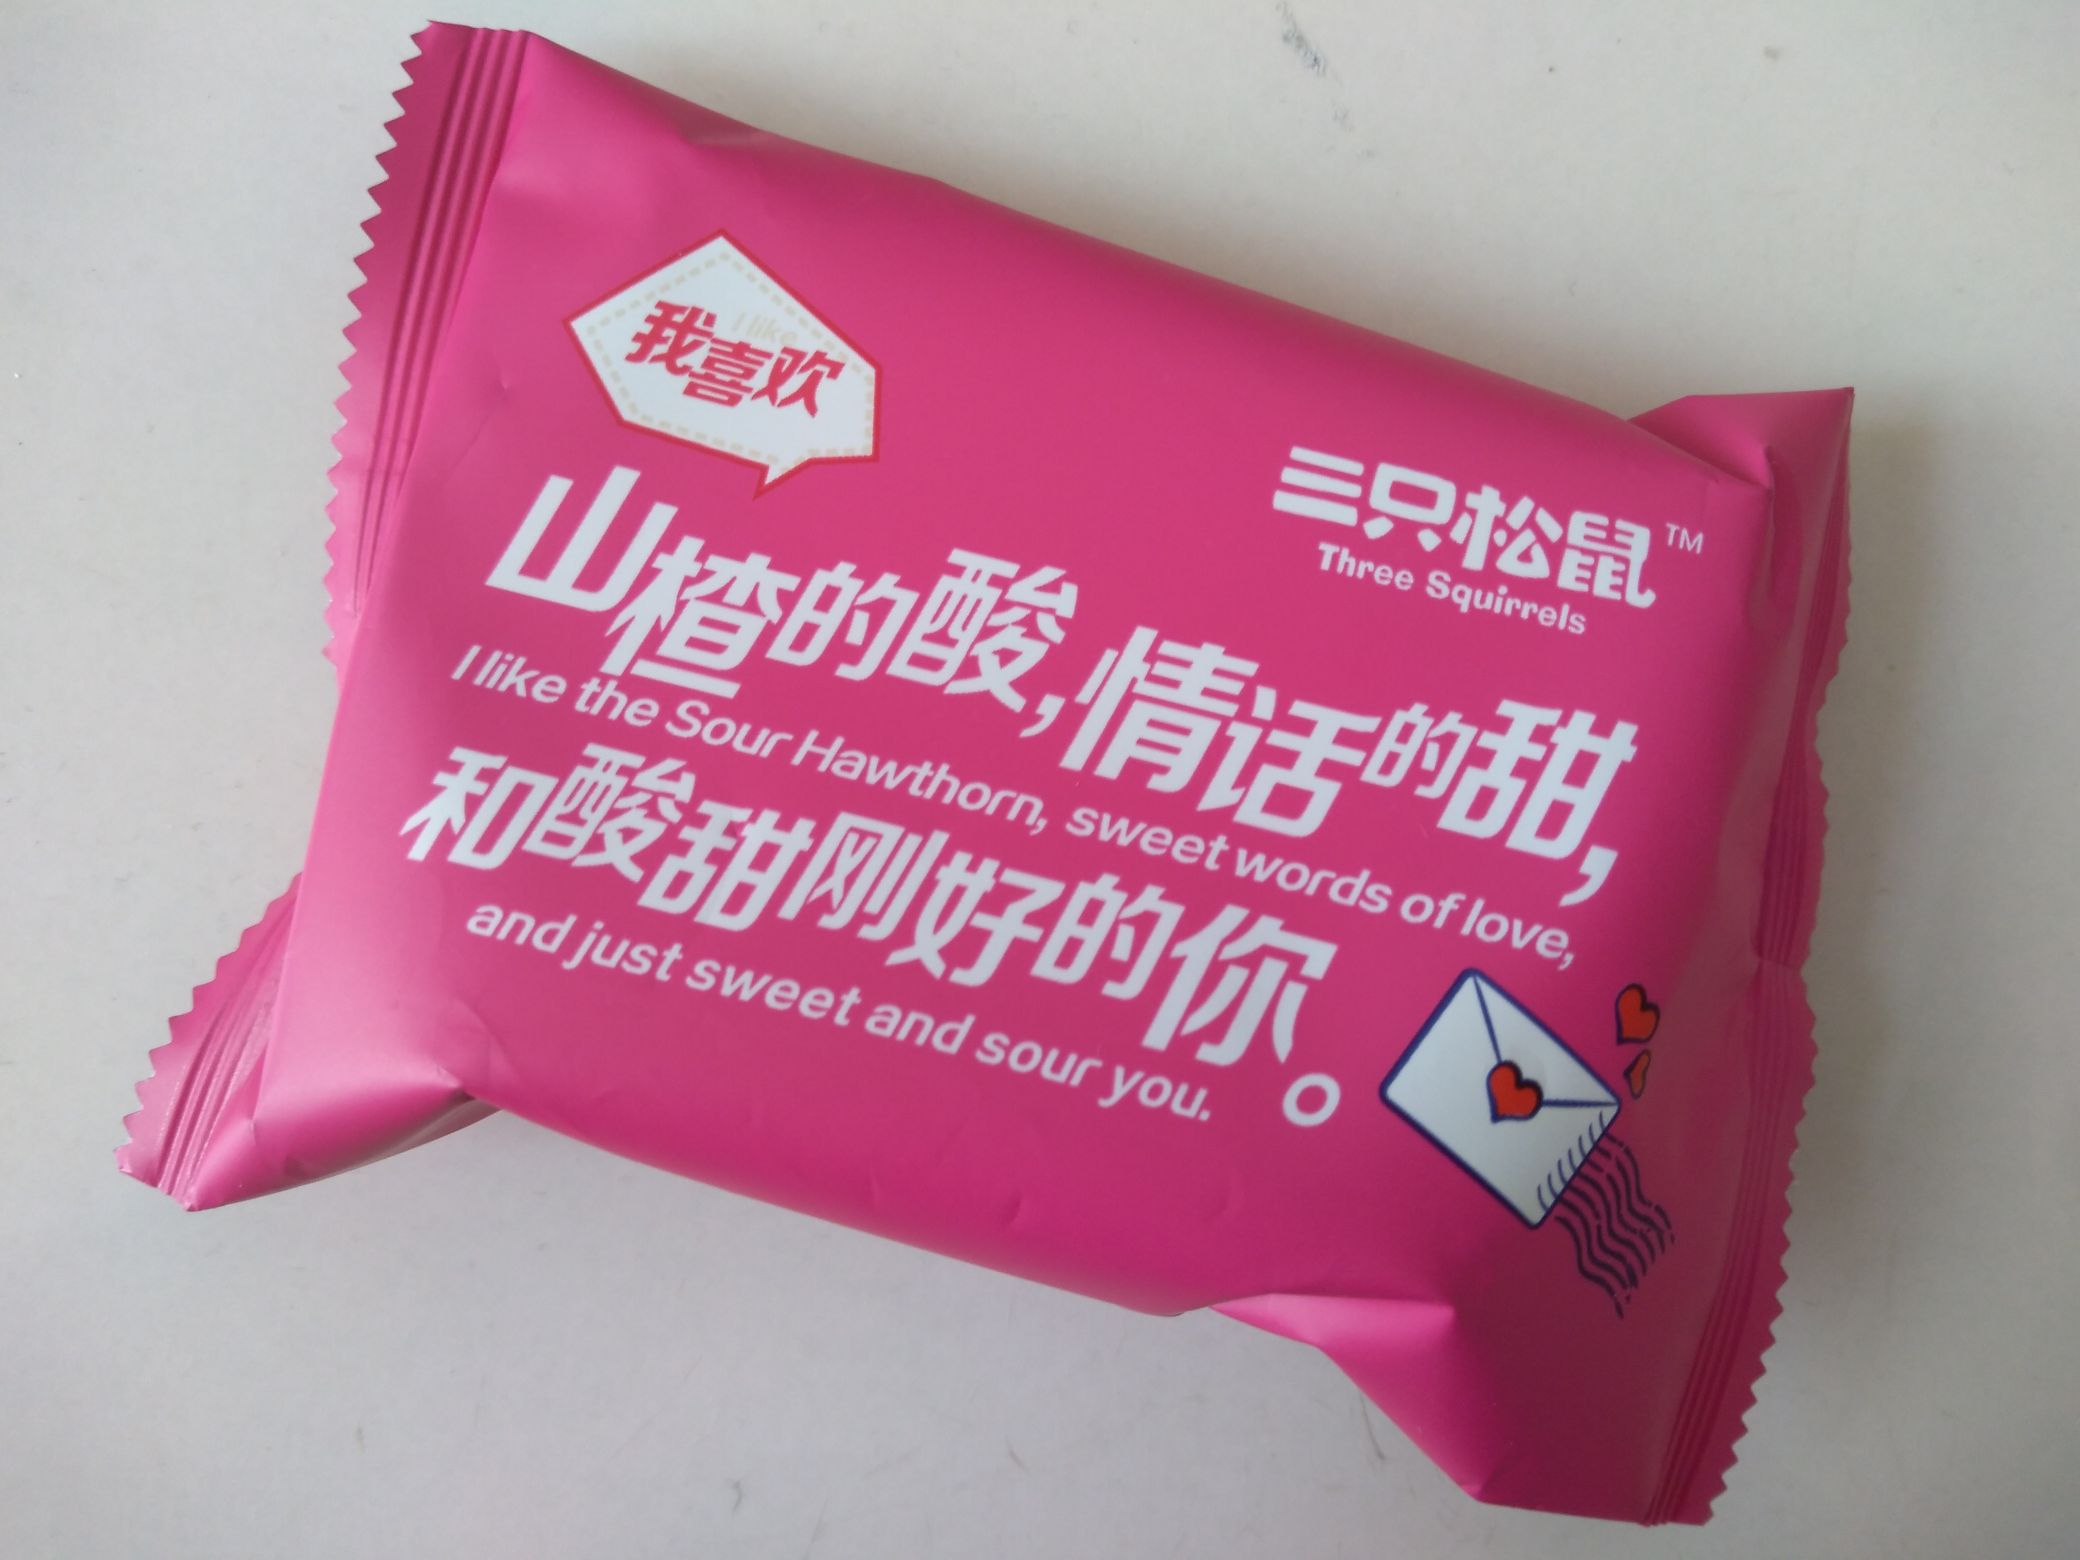 I like
我喜欢
三只松鼠 TM
Three Squirrels
山楂的酸,情话的甜,
I like the Sour Hawthorn, sweet words of love,
和酸甜刚好的你。
and just sweet and sour you.